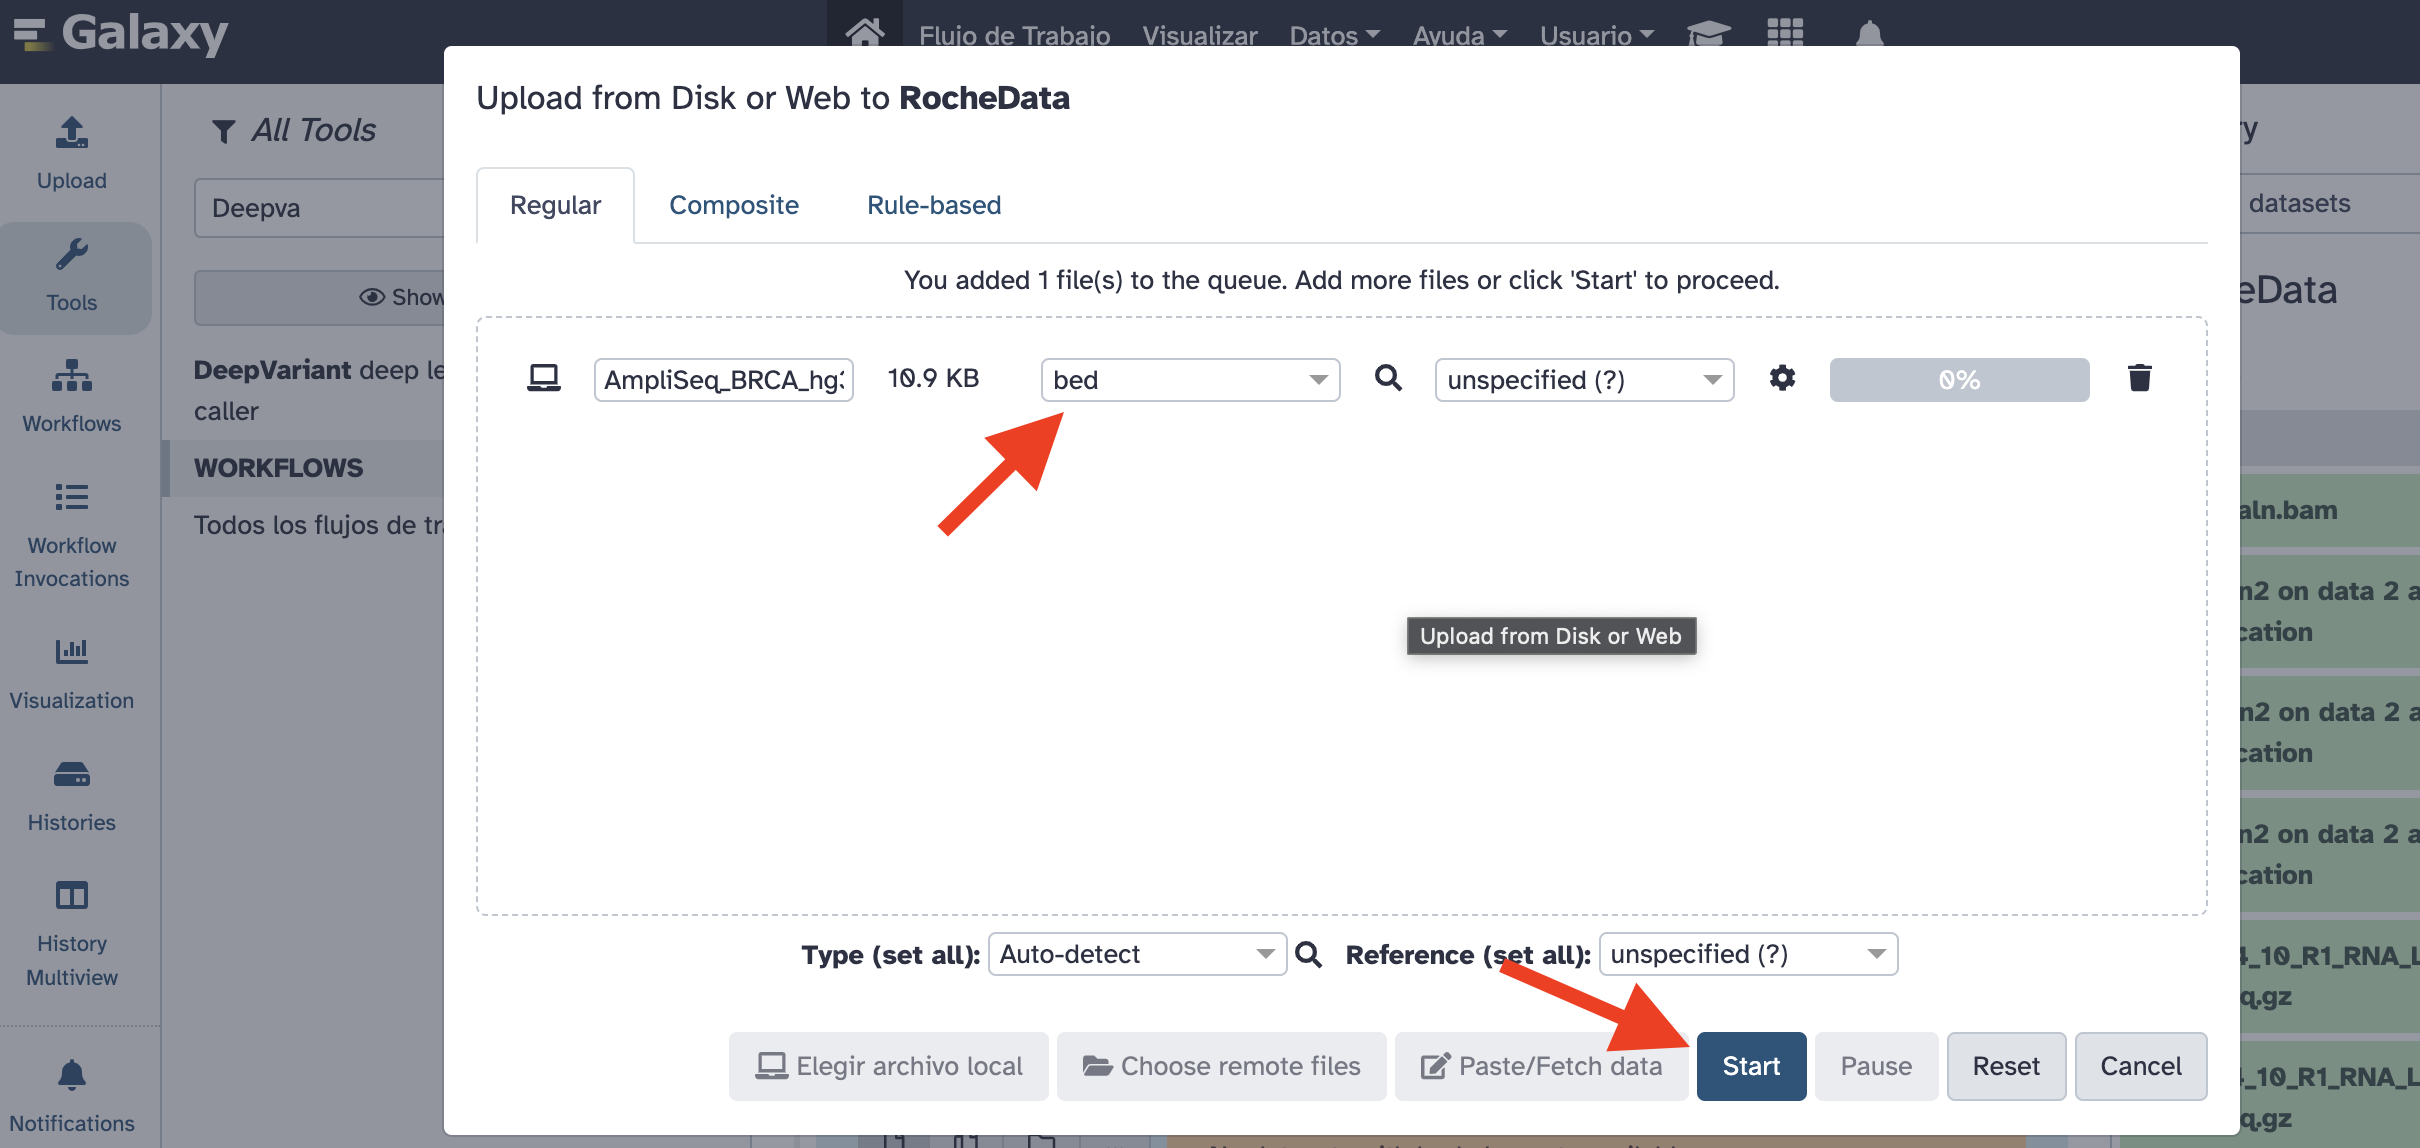 Galaxy
Flujo de Trabajo
Visualizar
Datos
Ayuda
Usuario
Upload
Tools
Workflows
Workflow
Invocations
Visualization
Histories
History
Multiview
Notifications
All Tools
Deepva
Show
DeepVariant deep le
caller
WORKFLOWS
Todos los flujos de tra
Upload from Disk or Web to RocheData
Regular
Composite
Rule-based
You added 1 file(s) to the queue. Add more files or click 'Start' to proceed.
AmpliSeq_BRCA_hg3
10.9 KB
bed
unspecified (?)
0%
Upload from Disk or Web
Type (set all):
Auto-detect
Reference (set all):
unspecified (?)
Elegir archivo local
Choose remote files
Paste/Fetch data
Start
Pause
Reset
Cancel
ry
datasets
eData
aln.bam
n2 on data 2 a
cation
n2 on data 2 a
cation
n2 on data 2 a
cation
4_10_R1_RNA_L
q.gz
4_10_R1_RNA_L
q.gz